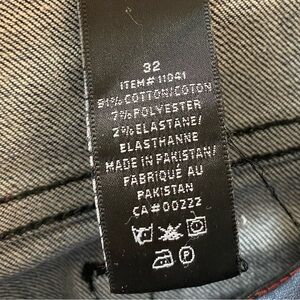 32
ITEM# 11041
91% COTTON/COTON
7% POLYESTER
2% ELASTANE/
ELASTHANNE
MADE IN PAKISTAN/
FABRIQUÉ AU
PAKISTAN
CA# 00222
P